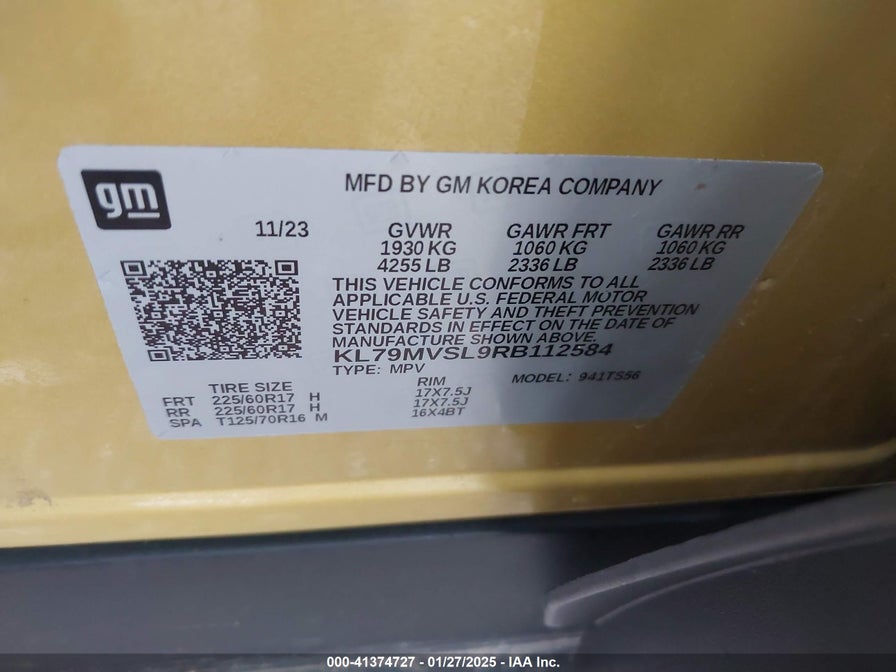 gm
MFD BY GM KOREA COMPANY
11/23 GVWR GAWR FRT GAWR RR
1930 KG 1060 KG 1060 KG
4255 LB 2336 LB 2336 LB
THIS VEHICLE CONFORMS TO ALL
APPLICABLE U.S. FEDERAL MOTOR
VEHICLE SAFETY AND THEFT PREVENTION
STANDARDS IN EFFECT ON THE DATE OF
MANUFACTURE SHOWN ABOVE.
KL79MVSL9RB112584
TYPE: MPV MODEL: 941TS56
TIRE SIZE RIM
FRT 225/60R17 H 17X7.5J
RR 225/60R17 H 17X7.5J
SPA T125/70R16 M 16X4BT
000-41374727 - 01/27/2025 - IAA Inc.